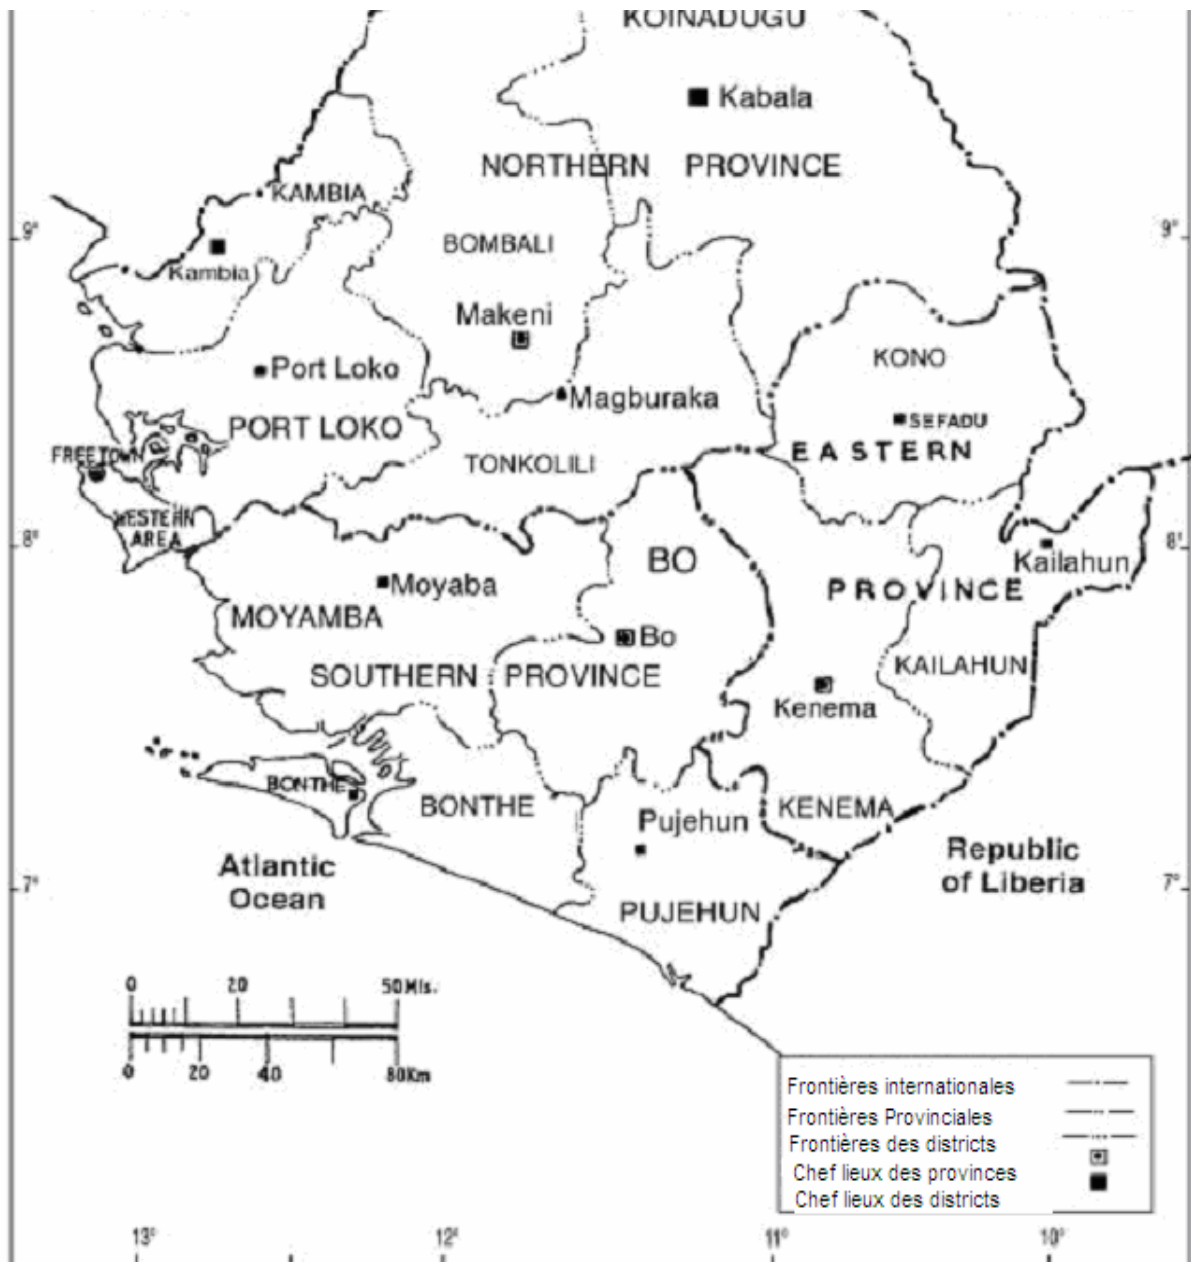 KOINADUGU
Kabala
NORTHERN PROVINCE
KAMBIA
9°
9°
BOMBALI
Kambia
Makeni
KONO
Port Loko
Magburaka
SEFADU
PORT LOKO
EASTERN
FREETOWN
TONKOLILI
WESTERN
AREA
8°
8°
BO
Kailahun
Moyaba
PROVINCE
MOYAMBA
Bo
KAILAHUN
SOUTHERN PROVINCE
Kenema
BONTHE
BONTHE
KENEMA
Pujehun
Republic
of Liberia
Atlantic
Ocean
7°
7°
PUJEHUN
0 20 50 Mls.
0 20 40 80Km
Frontières internationales
Frontières Provinciales
Frontières des districts
Chef lieux des provinces
Chef lieux des districts
13° 12° 11° 10°